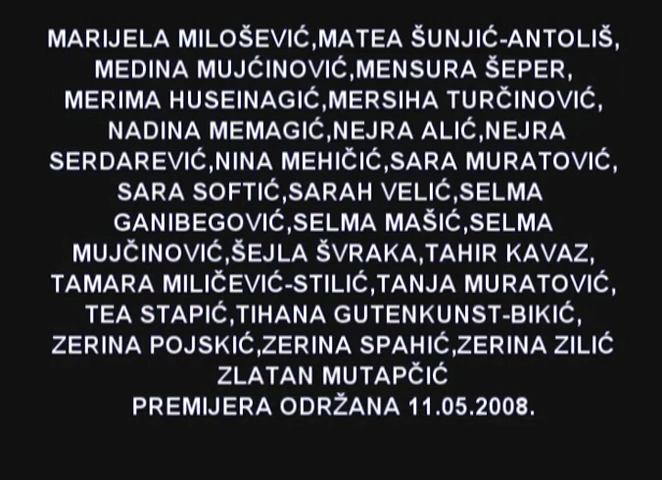 MARIJELA MILOŠEVIĆ,MATEA ŠUNJIĆ-ANTOLIŠ,
MEDINA MUJĆINOVIĆ,MENSURA ŠEPER,
MERIMA HUSEINAGIĆ,MERSIHA TURČINOVIĆ,
NADINA MEMAGIĆ,NEJRA ALIĆ,NEJRA
SERDAREVIĆ,NINA MEHIČIĆ,SARA MURATOVIĆ,
SARA SOFTIĆ,SARAH VELIĆ,SELMA
GANIBEGOVIĆ,SELMA MAŠIĆ,SELMA
MUJČINOVIĆ,ŠEJLA ŠVRAKA,TAHIR KAVAZ,
TAMARA MILIČEVIĆ-STILIĆ,TANJA MURATOVIĆ,
TEA STAPIĆ,TIHANA GUTENKUNST-BIKIĆ,
ZERINA POJSKIĆ,ZERINA SPAHIĆ,ZERINA ZILIĆ
ZLATAN MUTAPČIĆ
PREMIJERA ODRŽANA 11.05.2008.